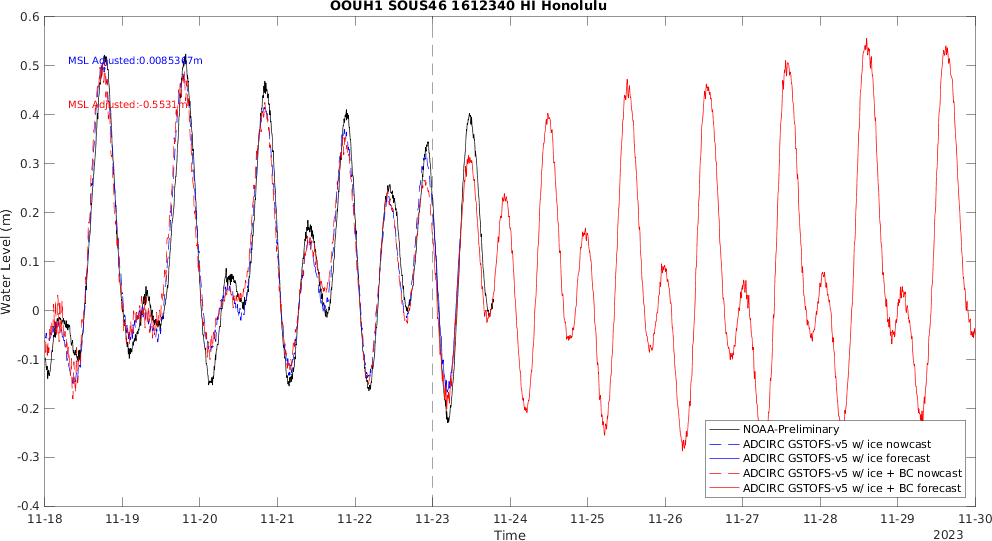 OOUH1 SOUS46 1612340 HI Honolulu
0.6
0.5
0.4
0.3
0.2
0.1
0
-0.1
-0.2
-0.3
-0.4
Water Level (m)
MSL Adjusted:0.0085367m
MSL Adjusted:-0.5531m
NOAA-Preliminary
ADCIRC GSTOFS-v5 w/ ice nowcast
ADCIRC GSTOFS-v5 w/ ice forecast
ADCIRC GSTOFS-v5 w/ ice + BC nowcast
ADCIRC GSTOFS-v5 w/ ice + BC forecast
11-18 11-19 11-20 11-21 11-22 11-23 11-24 11-25 11-26 11-27 11-28 11-29 11-30
Time
2023